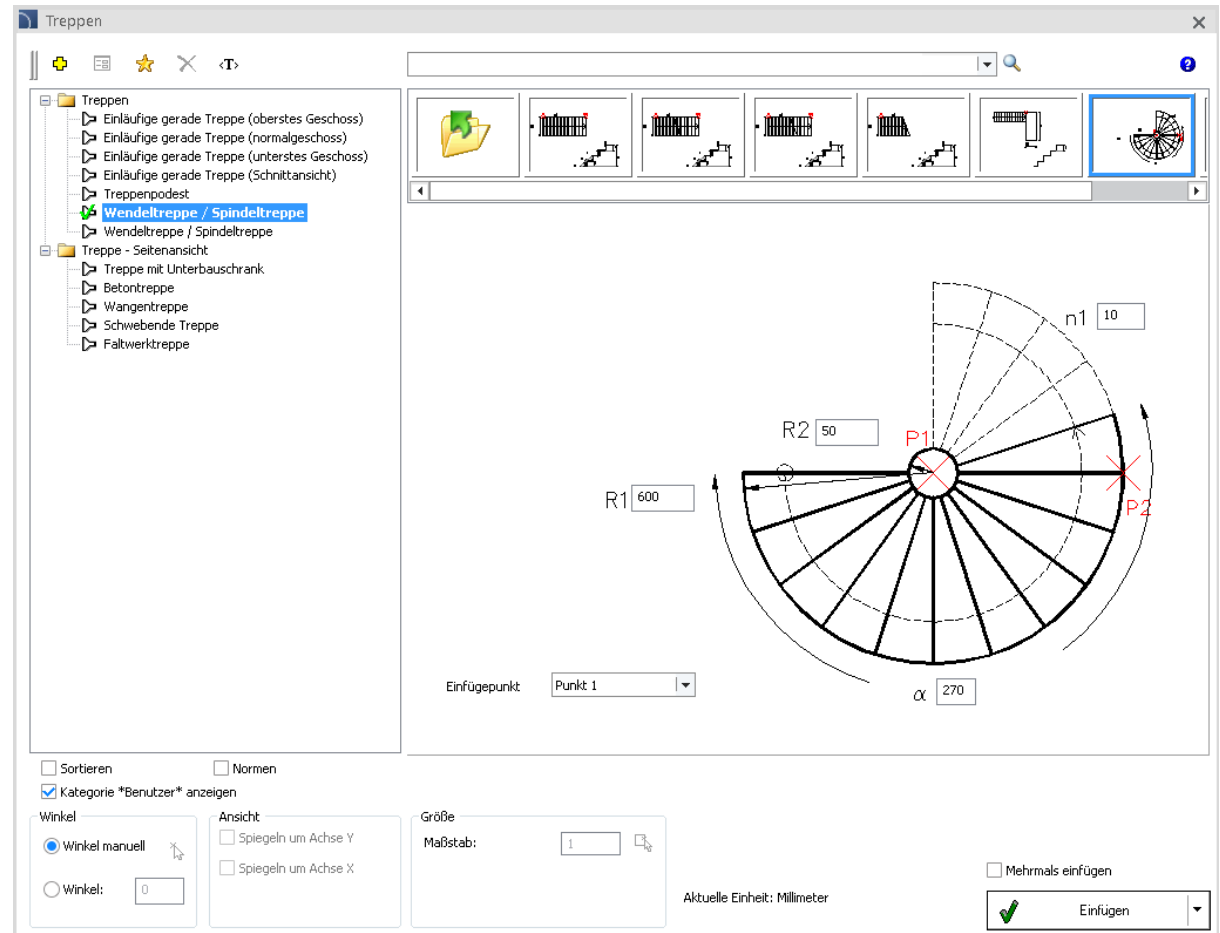 Treppen
<T>
Treppen
Einläufige gerade Treppe (oberstes Geschoss)
Einläufige gerade Treppe (normalgeschoss)
Einläufige gerade Treppe (unterstes Geschoss)
Einläufige gerade Treppe (Schnittansicht)
Treppenpodest
Wendeltreppe / Spindeltreppe
Wendeltreppe / Spindeltreppe
Treppe - Seitenansicht
Treppe mit Unterbauschrank
Betontreppe
Wangentreppe
Schwebende Treppe
Faltwerktreppe
n1 10
R2 50
P1
R1 600
P2
Einfügepunkt Punkt 1
α 270
Sortieren Normen
Kategorie *Benutzer* anzeigen
Winkel
Winkel manuell
Winkel: 0
Ansicht
Spiegeln um Achse Y
Spiegeln um Achse X
Größe
Maßstab: 1
Aktuelle Einheit: Millimeter
Mehrmals einfügen
Einfügen